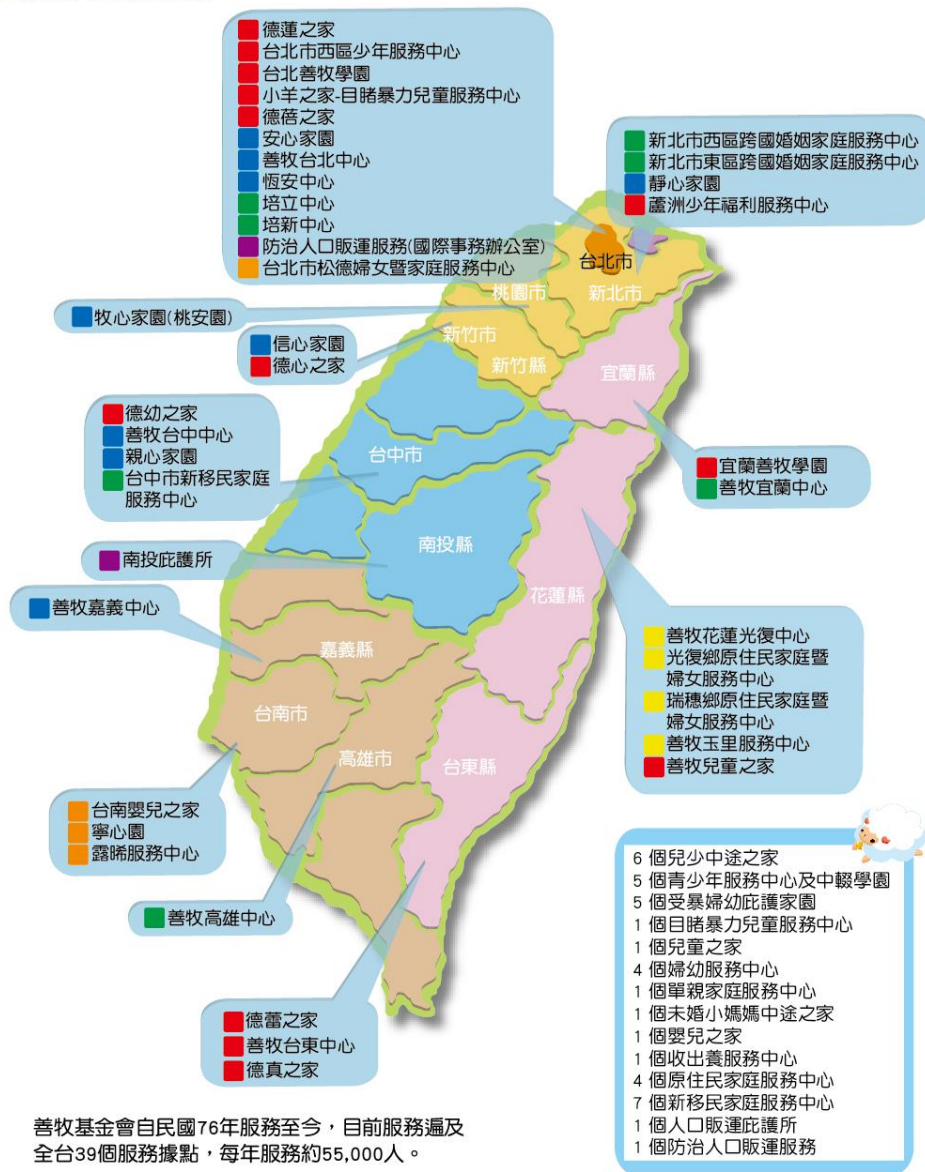 德蓮之家
台北市西區少年服務中心
台北善牧學園
小羊之家-目睹暴力兒童服務中心
德蓓之家
安心家園
善牧台北中心
恆安中心
培立中心
培新中心
防治人口販運服務(國際事務辦公室)
台北市松德婦女暨家庭服務中心
新北市西區跨國婚姻家庭服務中心
新北市東區跨國婚姻家庭服務中心
靜心家園
蘆洲少年福利服務中心
台北市
新北市
桃園市
牧心家園(桃安園)
新竹市
新竹縣
信心家園
德心之家
宜蘭縣
德幼之家
善牧台中中心
親心家園
台中市新移民家庭
服務中心
台中市
宜蘭善牧學園
善牧宜蘭中心
南投庇護所
南投縣
花蓮縣
善牧嘉義中心
嘉義縣
善牧花蓮光復中心
光復鄉原住民家庭暨
婦女服務中心
瑞穗鄉原住民家庭暨
婦女服務中心
善牧玉里服務中心
善牧兒童之家
台南市
高雄市
台東縣
台南嬰兒之家
寧心園
露晞服務中心
善牧高雄中心
德蕾之家
善牧台東中心
德真之家
6 個兒少中途之家
5 個青少年服務中心及中輟學園
5 個受暴婦幼庇護家園
1 個目睹暴力兒童服務中心
1 個兒童之家
4 個婦幼服務中心
1 個單親家庭服務中心
1 個未婚小媽媽中途之家
1 個嬰兒之家
1 個收出養服務中心
4 個原住民家庭服務中心
7 個新移民家庭服務中心
1 個人口販運庇護所
1 個防治人口販運服務
善牧基金會自民國76年服務至今，目前服務遍及
全台39個服務據點，每年服務約55,000人。